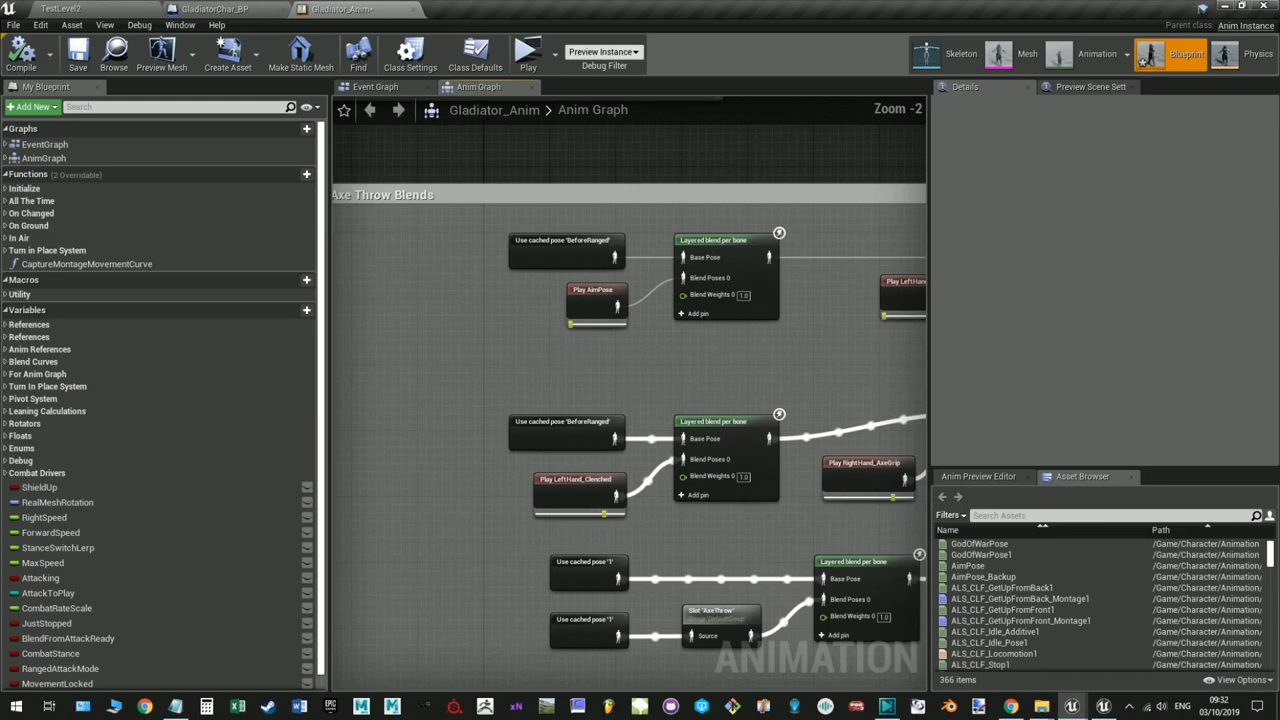 TestLevel2
GladiatorChar_BP
Gladiator_Anim*
File Edit Asset View Debug Window Help
Parent class: Anim Instance
Compile Save Browse Preview Mesh Create Asset Make Static Mesh Find Class Settings Class Defaults Play
Preview Instance
Debug Filter
Skeleton Mesh Animation Blueprint Physics
My Blueprint
Event Graph Anim Graph
Details Preview Scene Sett
Add New Search
Gladiator_Anim > Anim Graph
Zoom -2
Graphs
EventGraph
AnimGraph
Functions (2 Overridable)
Initialize
All The Time
On Changed
On Ground
In Air
Turn in Place System
CaptureMontageMovementCurve
Macros
Utility
Variables
References
References
Anim References
Blend Curves
For Anim Graph
Turn In Place System
Pivot System
Leaning Calculations
Rotators
Floats
Enums
Debug
Combat Drivers
ShieldUp
RealMeshRotation
RightSpeed
ForwardSpeed
StanceSwitchLerp
MaxSpeed
Attacking
AttackToPlay
CombatRateScale
JustStopped
BlendFromAttackReady
CombatStance
RangedAttackMode
MovementLocked
Axe Throw Blends
Use cached pose 'BeforeRanged'
Layered blend per bone
Base Pose
Blend Poses 0
Blend Weights 0 1.0
Add pin
Play AimPose
Play LeftHand
Use cached pose 'BeforeRanged'
Layered blend per bone
Base Pose
Blend Poses 0
Blend Weights 0 1.0
Add pin
Play LeftHand_Clenched
Play RightHand_AxeGrip
Use cached pose '1'
Layered blend per bone
Base Pose
Blend Poses 0
Blend Weights 0 1.0
Add pin
Use cached pose '1'
Slot 'AxeThrow'
Source
ANIMATION
Anim Preview Editor Asset Browser
Filters Search Assets
Name Path
GodOfWarPose /Game/Character/Animation
GodOfWarPose1 /Game/Character/Animation
AimPose /Game/Character/Animation
AimPose_Backup /Game/Character/Animation
ALS_CLF_GetUpFromBack1 /Game/Character/Animation
ALS_CLF_GetUpFromBack_Montage1 /Game/Character/Animation
ALS_CLF_GetUpFromFront1 /Game/Character/Animation
ALS_CLF_GetUpFromFront_Montage1 /Game/Character/Animation
ALS_CLF_Idle_Additive1 /Game/Character/Animation
ALS_CLF_Idle_Pose1 /Game/Character/Animation
ALS_CLF_Locomotion1 /Game/Character/Animation
ALS_CLF_Stop1 /Game/Character/Animation
366 items
View Options
ENG
09:32
03/10/2019